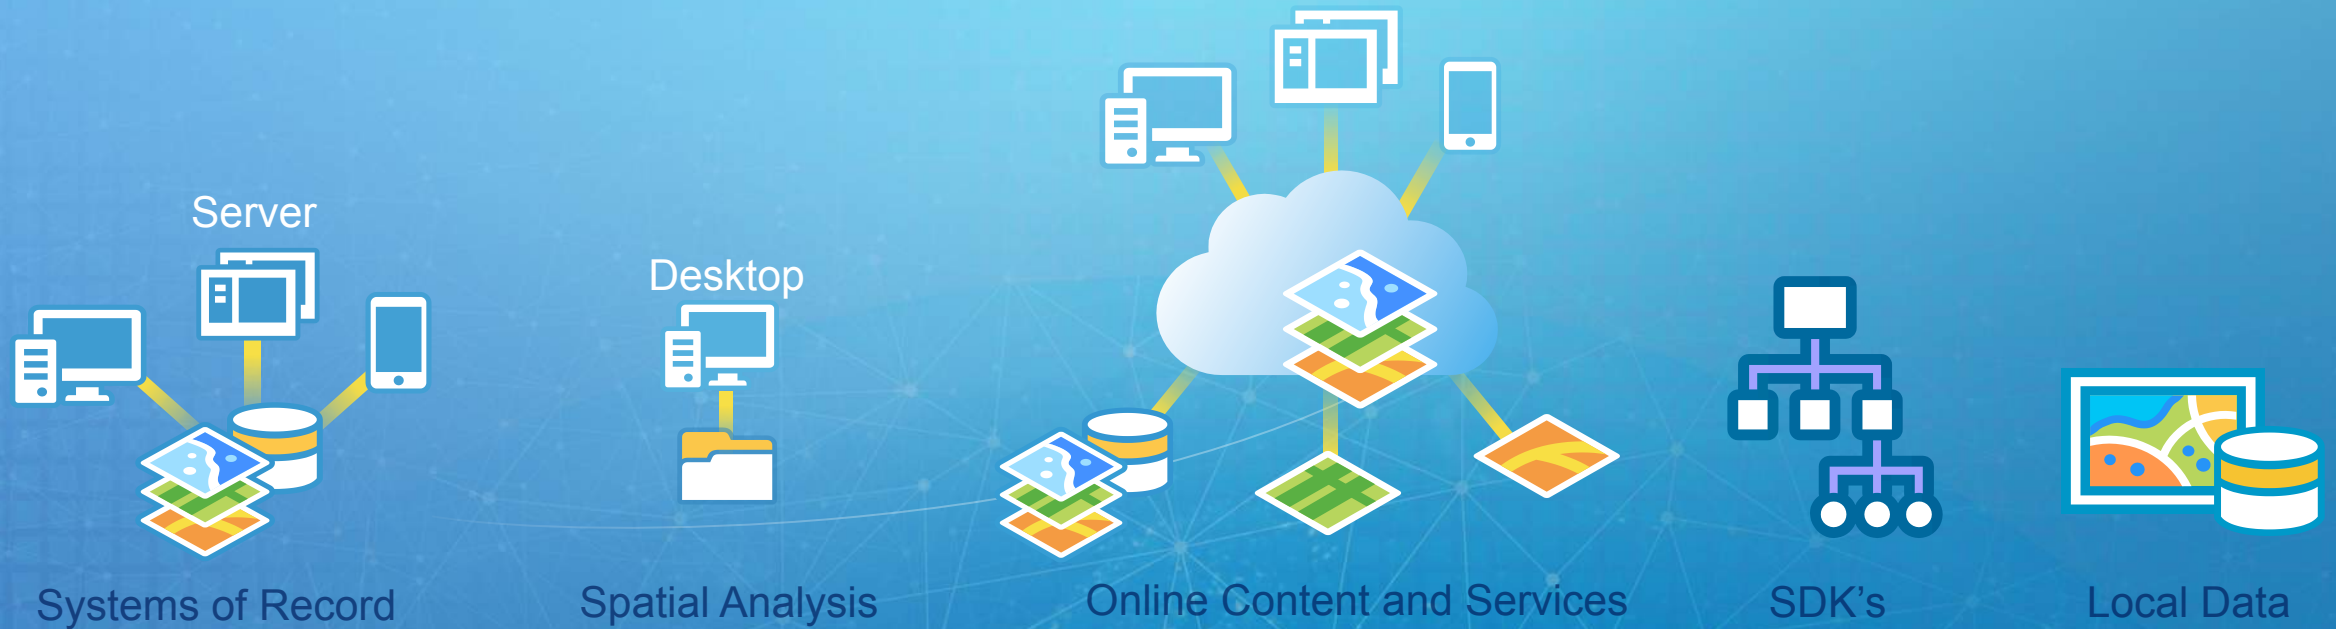 Server
Desktop
Systems of Record
Spatial Analysis
Online Content and Services
SDK’s
Local Data